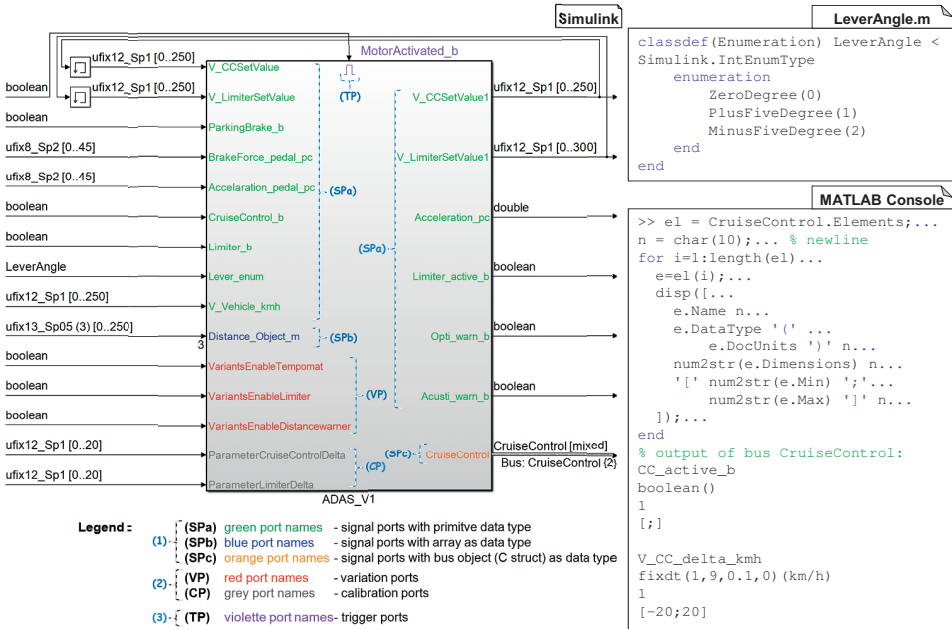 Simulink
MotorActivated_b
ufix12_Sp1 [0..250]
V_CCSetValue
boolean
ufix12_Sp1 [0..250]
V_LimiterSetValue
boolean
ParkingBrake_b
ufix8_Sp2 [0..45]
BrakeForce_pedal_pc
ufix8_Sp2 [0..45]
Accelaration_pedal_pc
boolean
CruiseControl_b
boolean
Limiter_b
LeverAngle
Lever_enum
ufix12_Sp1 [0..250]
V_Vehicle_kmh
ufix13_Sp05 (3) [0..250]
3
Distance_Object_m
boolean
VariantsEnableTempomat
boolean
VariantsEnableLimiter
boolean
VariantsEnableDistancewarner
ufix12_Sp1 [0..20]
ParameterCruiseControlDelta
ufix12_Sp1 [0..20]
ParameterLimiterDelta
(TP)
(SPa)
(SPb)
(VP)
(CP)
(SPa)
(SPc)
V_CCSetValue1
ufix12_Sp1 [0..250]
V_LimiterSetValue1
ufix12_Sp1 [0..300]
Acceleration_pc
double
Limiter_active_b
boolean
Opti_warn_b
boolean
Acusti_warn_b
boolean
CruiseControl
CruiseControl [mixed]
Bus: CruiseControl {2}
ADAS_V1
Legend :
(1)
(SPa) green port names - signal ports with primitve data type
(SPb) blue port names - signal ports with array as data type
(SPc) orange port names - signal ports with bus object (C struct) as data type
(2)
(VP) red port names - variation ports
(CP) grey port names - calibration ports
(3)
(TP) violette port names - trigger ports
LeverAngle.m
classdef(Enumeration) LeverAngle <
Simulink.IntEnumType
enumeration
ZeroDegree(0)
PlusFiveDegree(1)
MinusFiveDegree(2)
end
end
MATLAB Console
>> el = CruiseControl.Elements;...
n = char(10);... % newline
for i=1:length(el)...
e=el(i);...
disp([...
e.Name n...
e.DataType '(' ...
e.DocUnits ')' n...
num2str(e.Dimensions) n...
'[' num2str(e.Min) ';'...
num2str(e.Max) ']' n...
]);...
end
% output of bus CruiseControl:
CC_active_b
boolean()
1
[;]
V_CC_delta_kmh
fixdt(1,9,0.1,0)(km/h)
1
[-20;20]